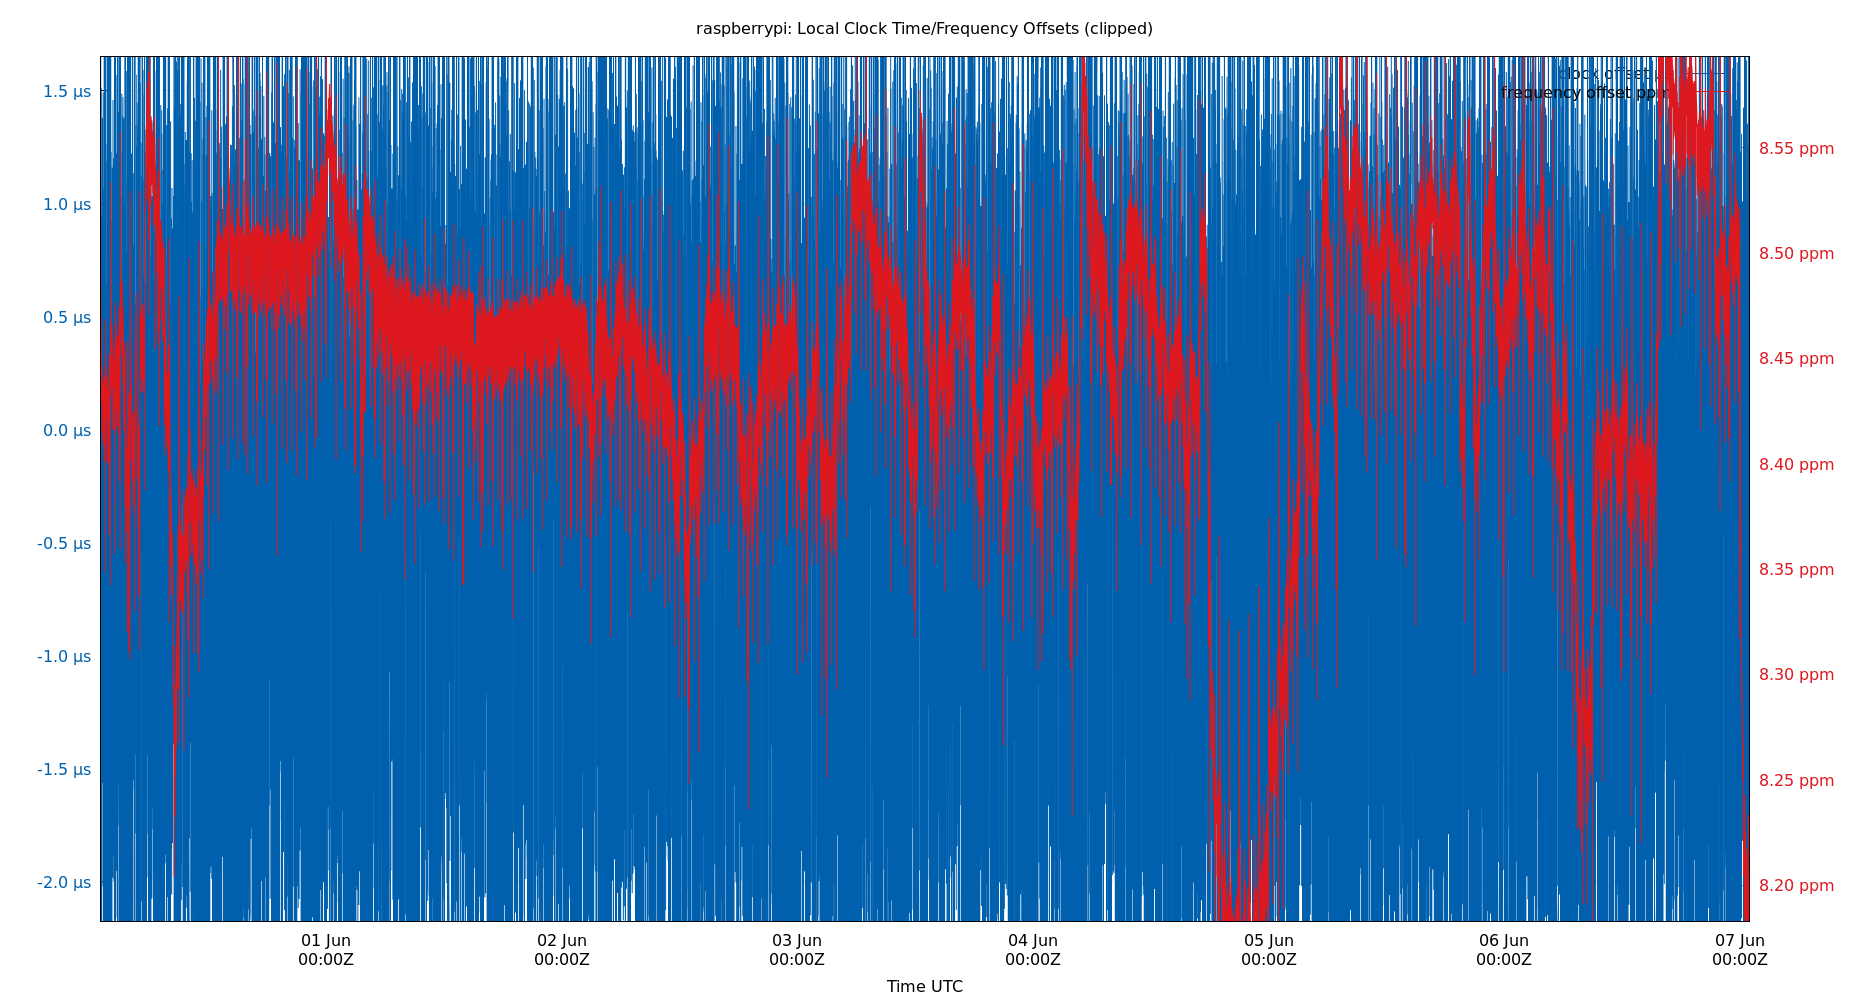 raspberrypi: Local Clock Time/Frequency Offsets (clipped)
clock offset µs
frequency offset ppm
1.5 µs
1.0 µs
0.5 µs
0.0 µs
-0.5 µs
-1.0 µs
-1.5 µs
-2.0 µs
8.55 ppm
8.50 ppm
8.45 ppm
8.40 ppm
8.35 ppm
8.30 ppm
8.25 ppm
8.20 ppm
01 Jun 02 Jun 03 Jun 04 Jun 05 Jun 06 Jun 07 Jun
00:00Z 00:00Z 00:00Z 00:00Z 00:00Z 00:00Z 00:00Z
Time UTC